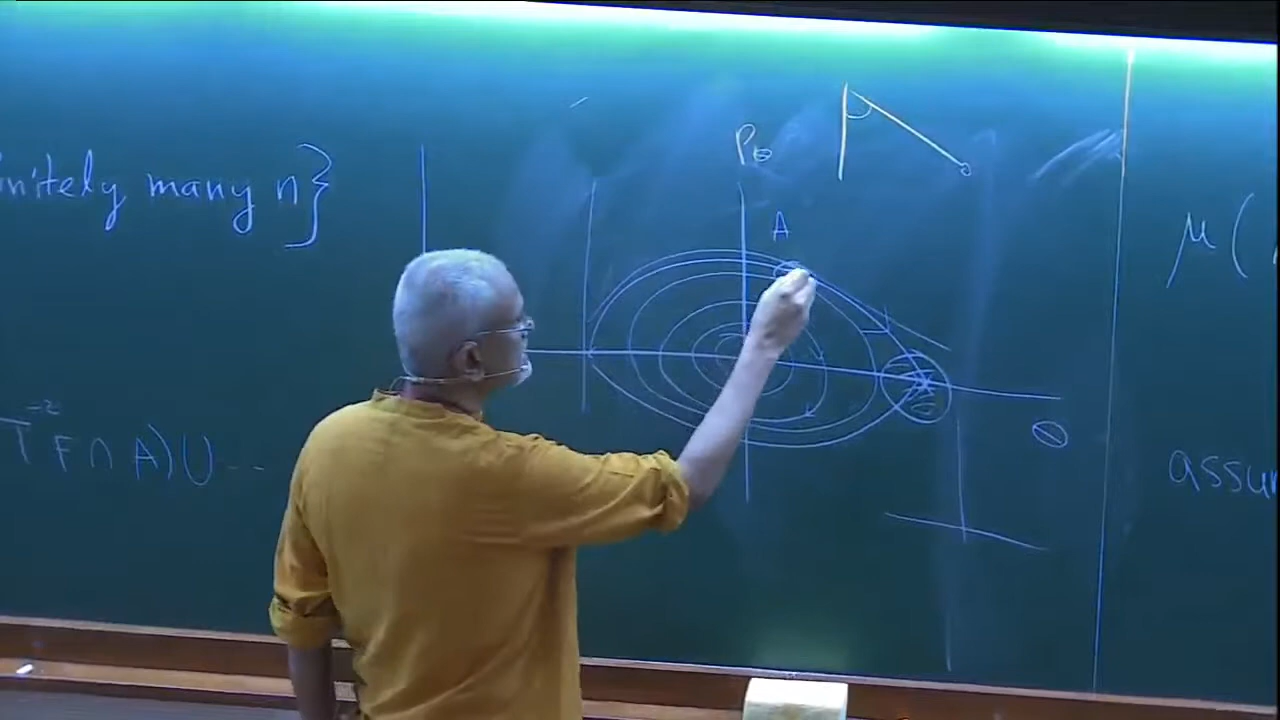 nitely many n}
T⁻² F ∩ A) ∪ ...
P_θ
A
θ
μ(
assu